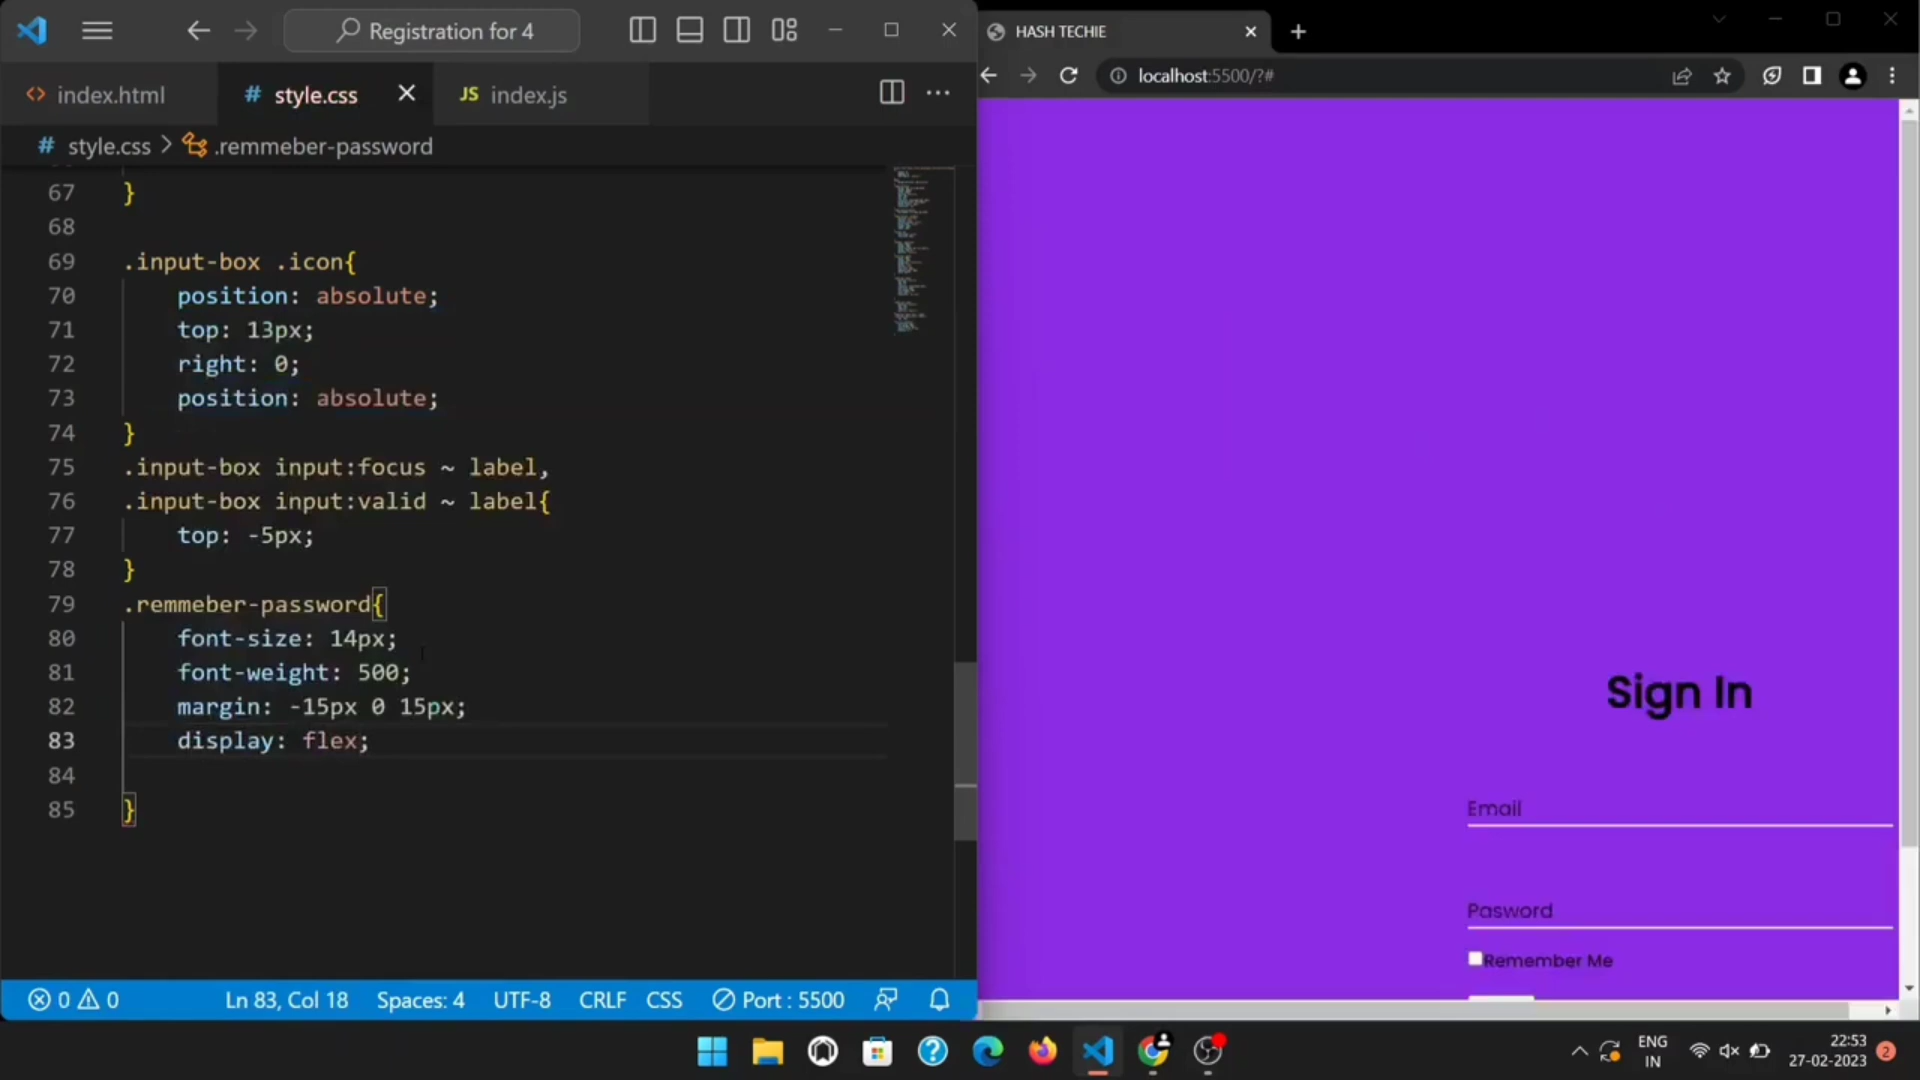 Registration for 4
index.html
# style.css
JS index.js
# style.css > .remmeber-password
67 }
68
69 .input-box .icon{
70 position: absolute;
71 top: 13px;
72 right: 0;
73 position: absolute;
74 }
75 .input-box input:focus ~ label,
76 .input-box input:valid ~ label{
77 top: -5px;
78 }
79 .remmeber-password{
80 font-size: 14px;
81 font-weight: 500;
82 margin: -15px 0 15px;
83 display: flex;
84
85 }
0 0 Ln 83, Col 18 Spaces: 4 UTF-8 CRLF CSS Port : 5500
HASH TECHIE
localhost:5500/?#
Sign In
Email
Pasword
Remember Me
ENG
IN
22:53
27-02-2023
2